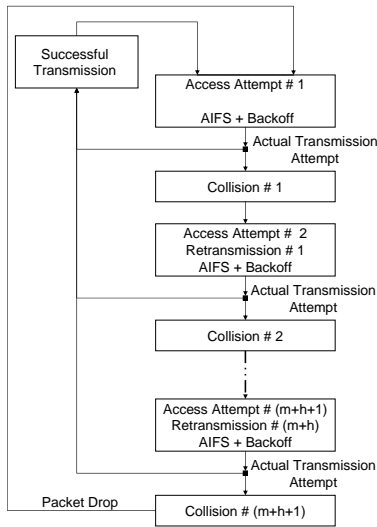 Successful
Transmission
Access Attempt # 1
AIFS + Backoff
Actual Transmission
Attempt
Collision # 1
Access Attempt # 2
Retransmission # 1
AIFS + Backoff
Actual Transmission
Attempt
Collision # 2
Access Attempt # (m+h+1)
Retransmission # (m+h)
AIFS + Backoff
Actual Transmission
Attempt
Packet Drop
Collision # (m+h+1)